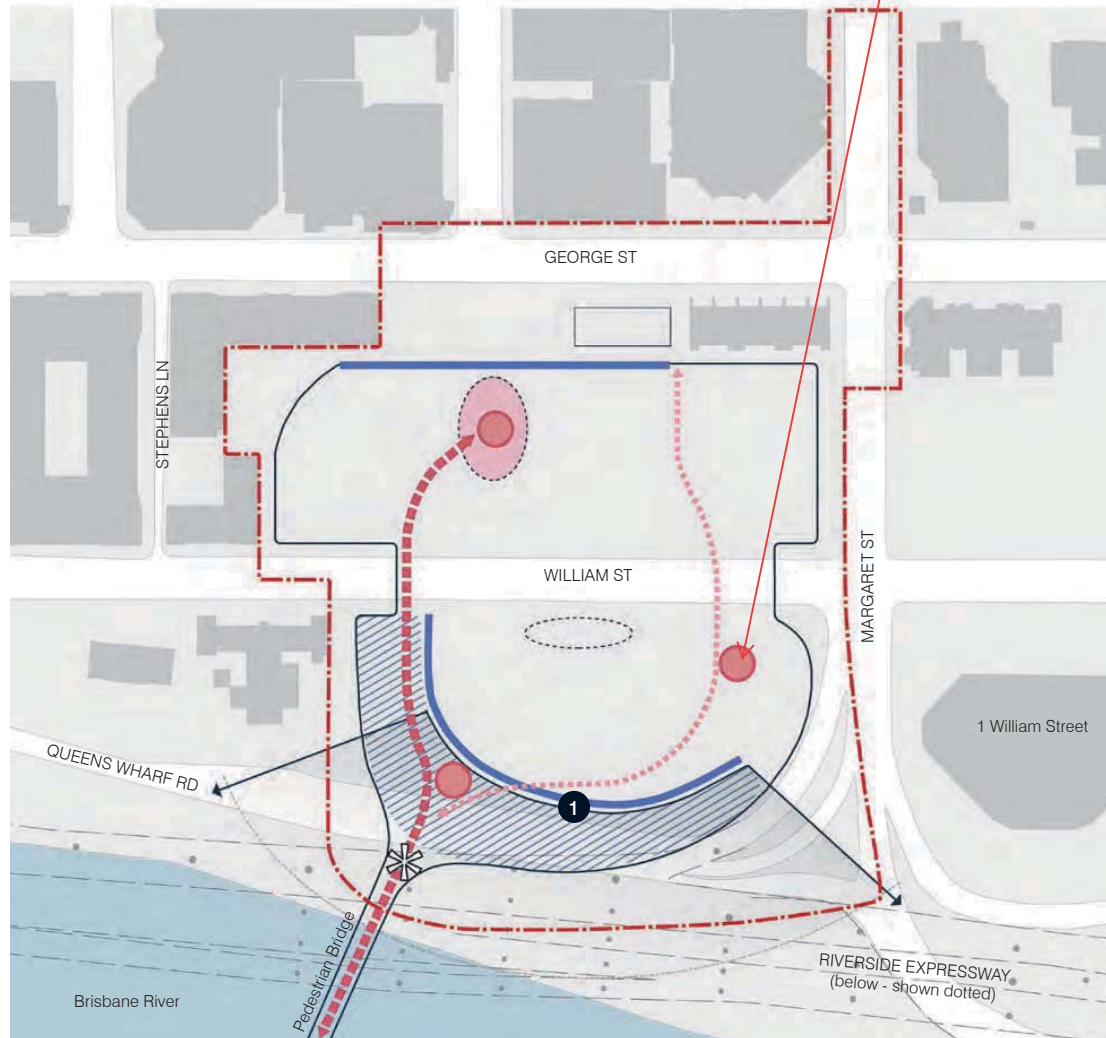 GEORGE ST
STEPHENS LN
WILLIAM ST
MARGARET ST
1 William Street
QUEENS WHARF RD
1
Pedestrian Bridge
RIVERSIDE EXPRESSWAY
(below - shown dotted)
Brisbane River